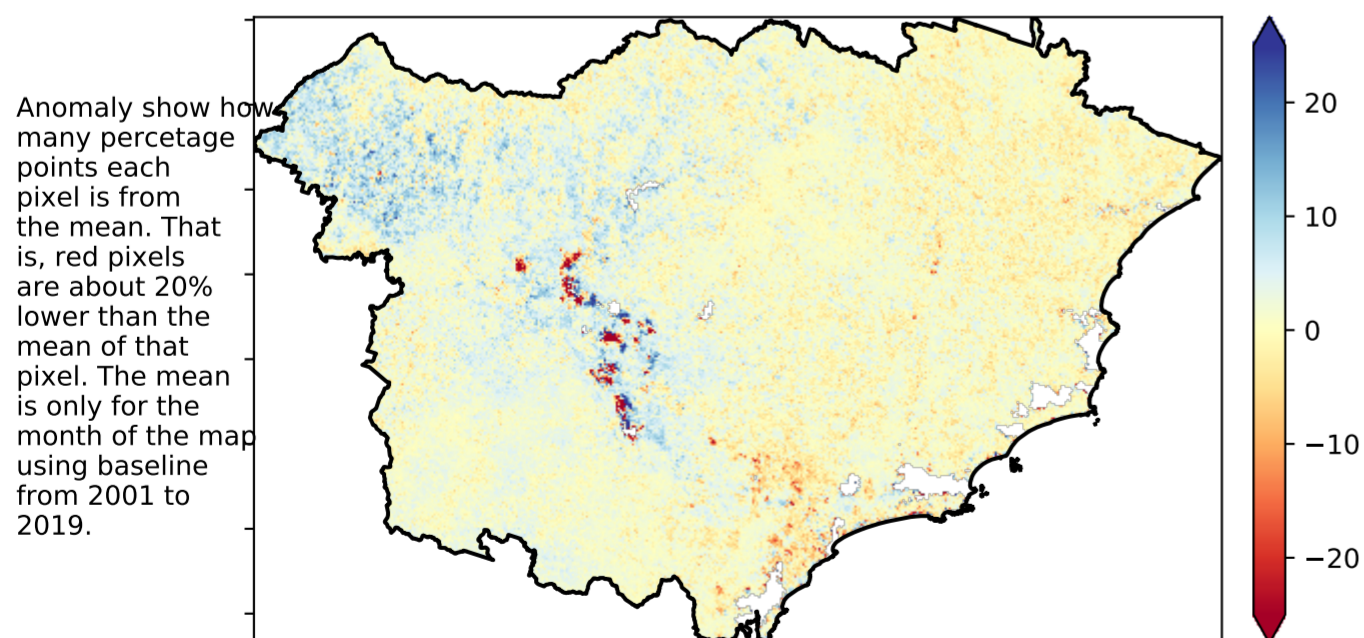 Anomaly show how
many percetage
points each
pixel is from
the mean. That
is, red pixels
are about 20%
lower than the
mean of that
pixel. The mean
is only for the
month of the map
using baseline
from 2001 to
2019.
20
10
0
−10
−20